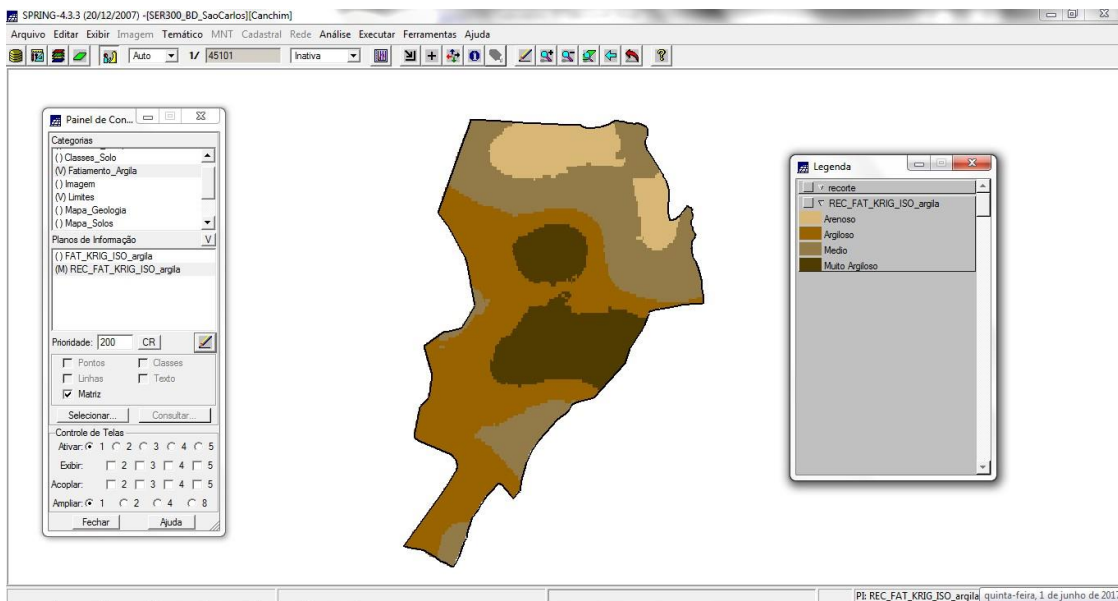 SPRING-4.3.3 (20/12/2007) -[SER300_BD_SaoCarlos][Canchim]
Arquivo Editar Exibir Imagem Temático MNT Cadastral Rede Análise Executar Ferramentas Ajuda
Auto 1/ 45101 Inativa
Painel de Con...
Categorias
( ) Classes_Solo
(V) Fatiamento_Argila
( ) Imagem
(V) Limites
( ) Mapa_Geologia
( ) Mapa_Solos
Planos de Informação V
( ) FAT_KRIG_ISO_argila
(M) REC_FAT_KRIG_ISO_argila
Prioridade: 200 CR
Pontos Classes
Linhas Texto
Matriz
Selecionar... Consultar...
Controle de Telas
Ativar: 1 2 3 4 5
Exibir: 2 3 4 5
Acoplar: 2 3 4 5
Ampliar: 1 2 4 8
Fechar Ajuda
Legenda
recorte
REC_FAT_KRIG_ISO_argila
Arenoso
Argiloso
Medio
Muito Argiloso
PI: REC_FAT_KRIG_ISO_argila quinta-feira, 1 de junho de